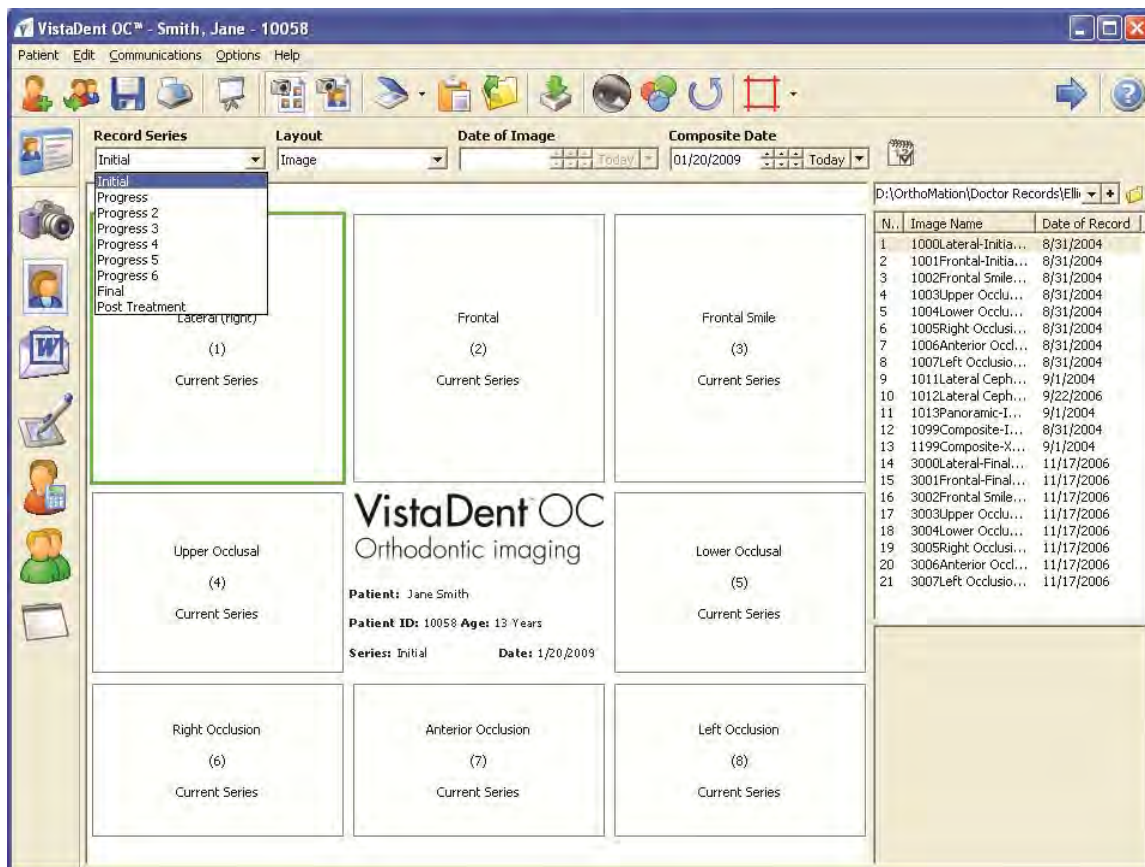 VistaDent OC™ - Smith, Jane - 10058
Patient Edit Communications Options Help
Record Series Layout Date of Image Composite Date
Initial Image Today 01/20/2009 Today
Initial
Progress
Progress 2
Progress 3
Progress 4
Progress 5
Progress 6
Final
Post Treatment
D:\OrthoMation\Doctor Records\Elli
N.. Image Name Date of Record
1 1000Lateral-Initia... 8/31/2004
2 1001Frontal-Initia... 8/31/2004
3 1002Frontal Smile... 8/31/2004
4 1003Upper Occlu... 8/31/2004
5 1004Lower Occlu... 8/31/2004
6 1005Right Occlusi... 8/31/2004
7 1006Anterior Occl... 8/31/2004
8 1007Left Occlusio... 8/31/2004
9 1011Lateral Ceph... 9/1/2004
10 1012Lateral Ceph... 9/22/2006
11 1013Panoramic-I... 9/1/2004
12 1099Composite-I... 8/31/2004
13 1199Composite-X... 9/1/2004
14 3000Lateral-Final... 11/17/2006
15 3001Frontal-Final... 11/17/2006
16 3002Frontal Smile... 11/17/2006
17 3003Upper Occlu... 11/17/2006
18 3004Lower Occlu... 11/17/2006
19 3005Right Occlusi... 11/17/2006
20 3006Anterior Occl... 11/17/2006
21 3007Left Occlusio... 11/17/2006
Lateral (right)
(1)
Current Series
Frontal
(2)
Current Series
Frontal Smile
(3)
Current Series
Upper Occlusal
(4)
Current Series
VistaDent™ OC
Orthodontic imaging
Patient: Jane Smith
Patient ID: 10058 Age: 13 Years
Series: Initial Date: 1/20/2009
Lower Occlusal
(5)
Current Series
Right Occlusion
(6)
Current Series
Anterior Occlusion
(7)
Current Series
Left Occlusion
(8)
Current Series